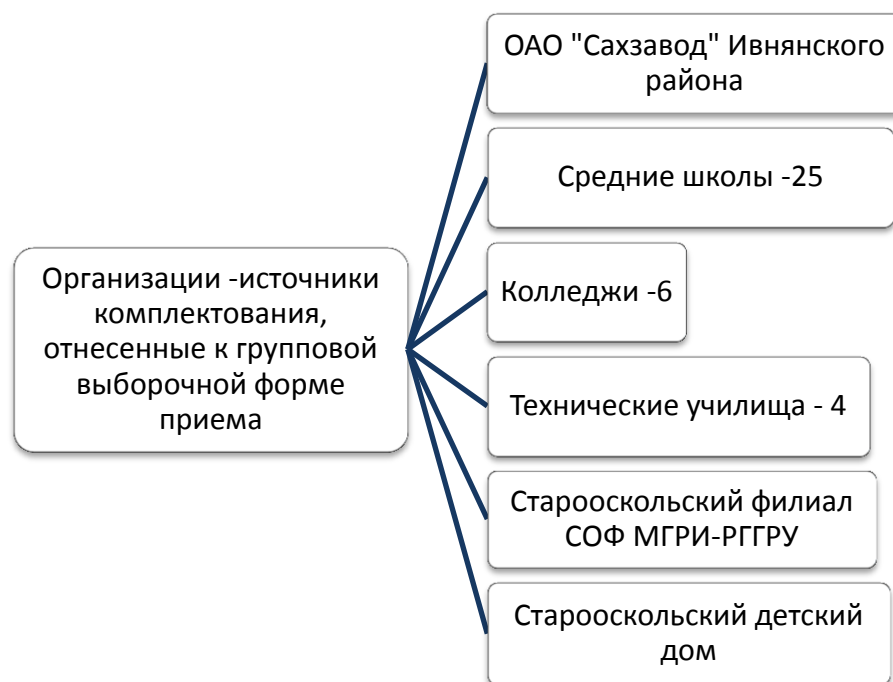 ОАО "Сахзавод" Ивнянского
района
Средние школы -25
Организации -источники
комплектования,
отнесенные к групповой
выборочной форме
приема
Колледжи -6
Технические училища - 4
Старооскольский филиал
СОФ МГРИ-РГГРУ
Старооскольский детский
дом